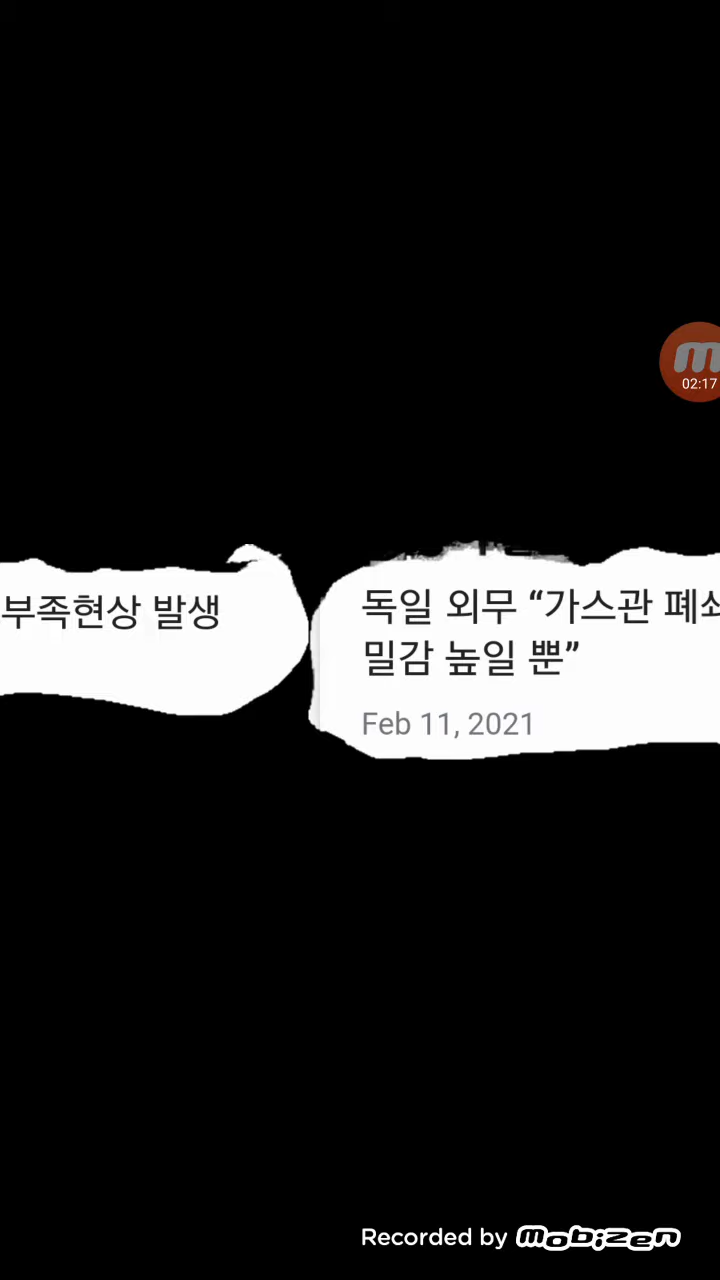 02:17
부족현상 발생
독일 외무 “가스관 폐쇄
밀감 높일 뿐”
Feb 11, 2021
Recorded by mobizen